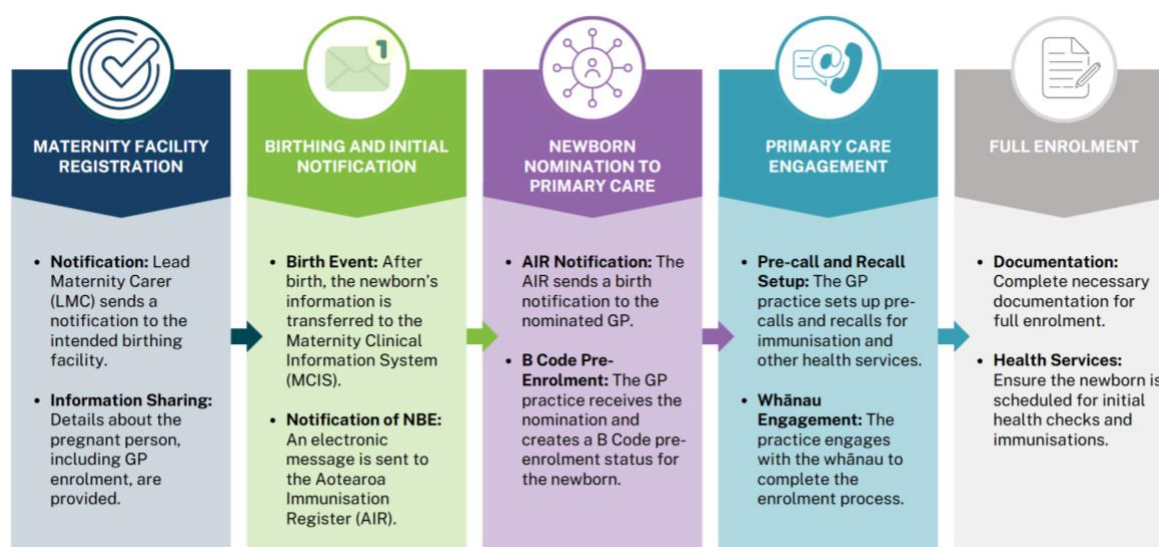 1
MATERNITY FACILITY
REGISTRATION
• Notification: Lead
Maternity Carer
(LMC) sends a
notification to the
intended birthing
facility.
• Information Sharing:
Details about the
pregnant person,
including GP
enrolment, are
provided.
BIRTHING AND INITIAL
NOTIFICATION
• Birth Event: After
birth, the newborn’s
information is
transferred to the
Maternity Clinical
Information System
(MCIS).
• Notification of NBE:
An electronic
message is sent to
the Aotearoa
Immunisation
Register (AIR).
NEWBORN
NOMINATION TO
PRIMARY CARE
• AIR Notification: The
AIR sends a birth
notification to the
nominated GP.
• B Code Pre-
Enrolment: The GP
practice receives the
nomination and
creates a B Code pre-
enrolment status for
the newborn.
PRIMARY CARE
ENGAGEMENT
• Pre-call and Recall
Setup: The GP
practice sets up pre-
calls and recalls for
immunisation and
other health services.
• Whānau
Engagement: The
practice engages
with the whānau to
complete the
enrolment process.
FULL ENROLMENT
• Documentation:
Complete necessary
documentation for
full enrolment.
• Health Services:
Ensure the newborn is
scheduled for initial
health checks and
immunisations.